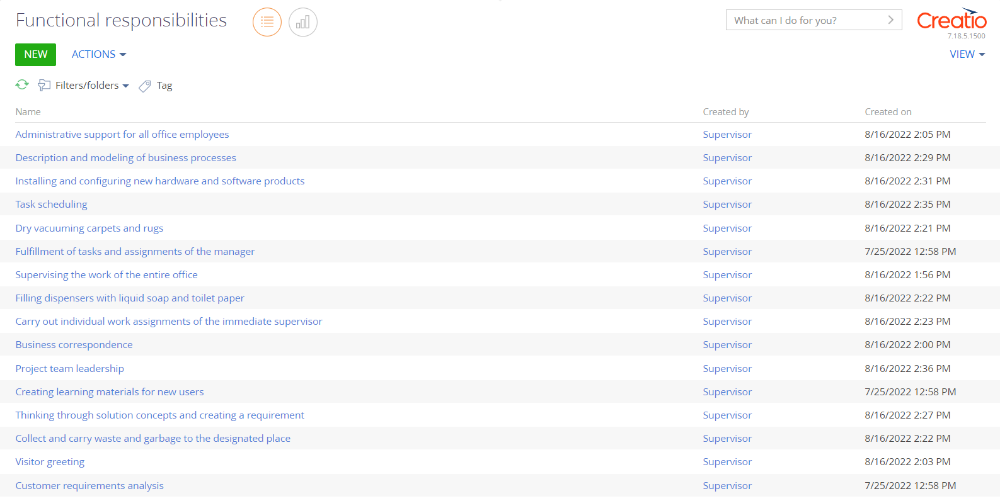 Functional responsibilities
What can I do for you?
Creatio
7.18.5.1500
NEW ACTIONS VIEW
Filters/folders Tag
Name Created by Created on
Administrative support for all office employees Supervisor 8/16/2022 2:05 PM
Description and modeling of business processes Supervisor 8/16/2022 2:29 PM
Installing and configuring new hardware and software products Supervisor 8/16/2022 2:31 PM
Task scheduling Supervisor 8/16/2022 2:35 PM
Dry vacuuming carpets and rugs Supervisor 8/16/2022 2:21 PM
Fulfillment of tasks and assignments of the manager Supervisor 7/25/2022 12:58 PM
Supervising the work of the entire office Supervisor 8/16/2022 1:56 PM
Filling dispensers with liquid soap and toilet paper Supervisor 8/16/2022 2:22 PM
Carry out individual work assignments of the immediate supervisor Supervisor 8/16/2022 2:23 PM
Business correspondence Supervisor 8/16/2022 2:00 PM
Project team leadership Supervisor 8/16/2022 2:36 PM
Creating learning materials for new users Supervisor 7/25/2022 12:58 PM
Thinking through solution concepts and creating a requirement Supervisor 8/16/2022 2:27 PM
Collect and carry waste and garbage to the designated place Supervisor 8/16/2022 2:22 PM
Visitor greeting Supervisor 8/16/2022 2:03 PM
Customer requirements analysis Supervisor 7/25/2022 12:58 PM